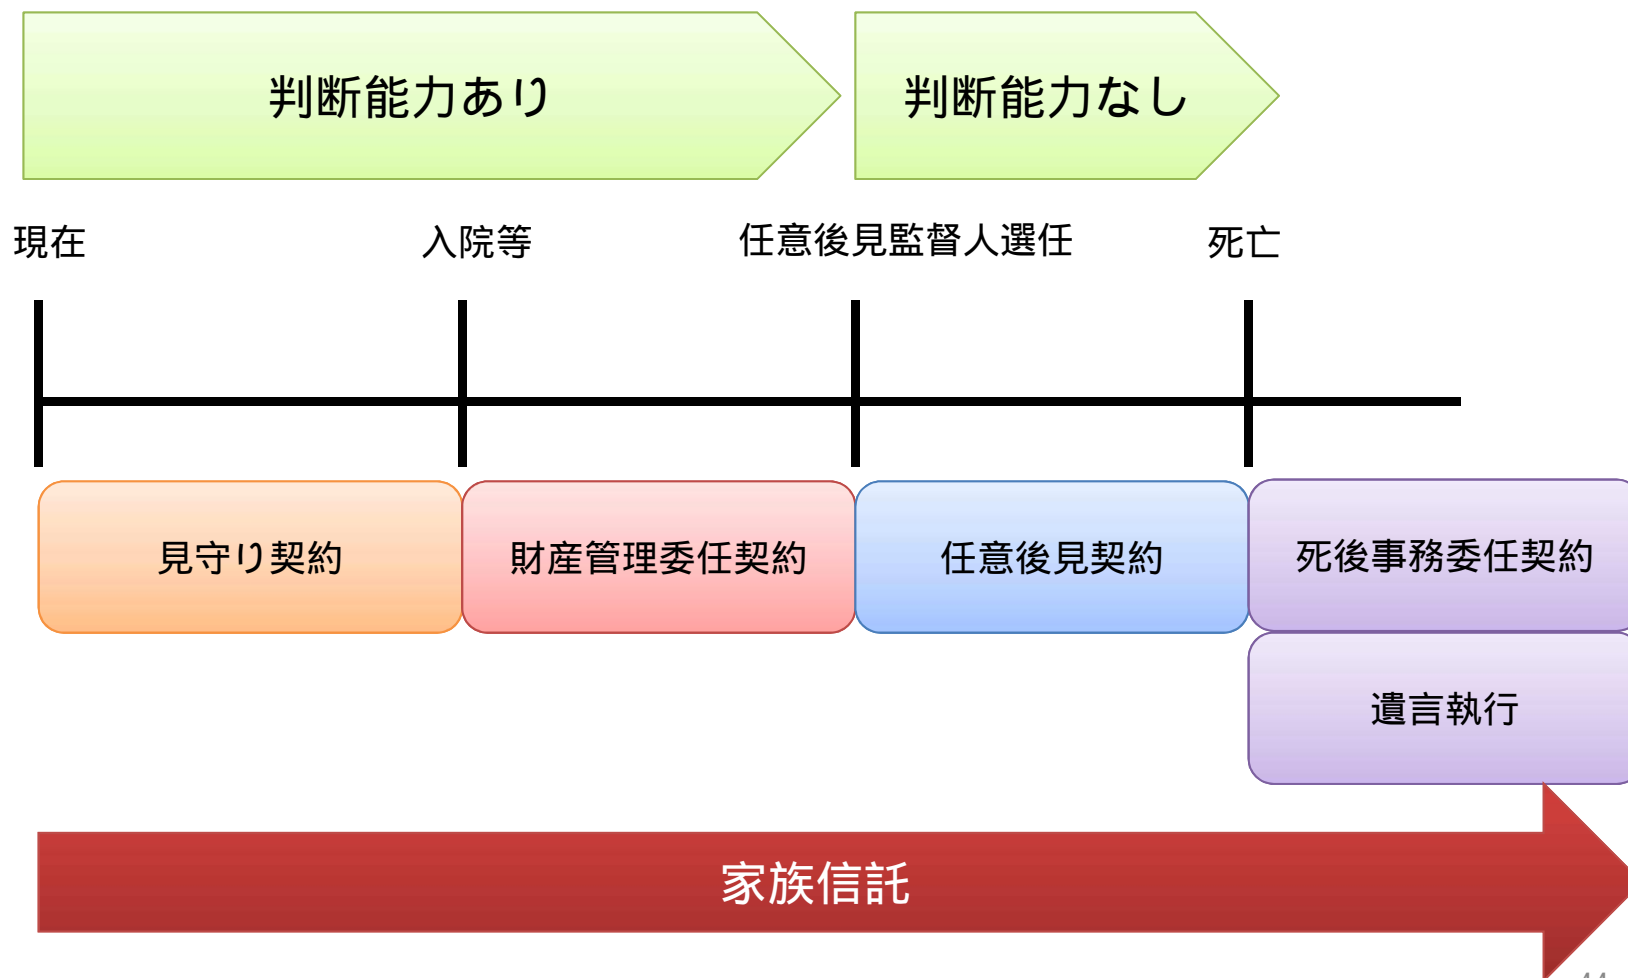 判断能力あり
判断能力なし
現在
入院等
任意後見監督人選任
死亡
見守り契約
財産管理委任契約
任意後見契約
死後事務委任契約
遺言執行
家族信託